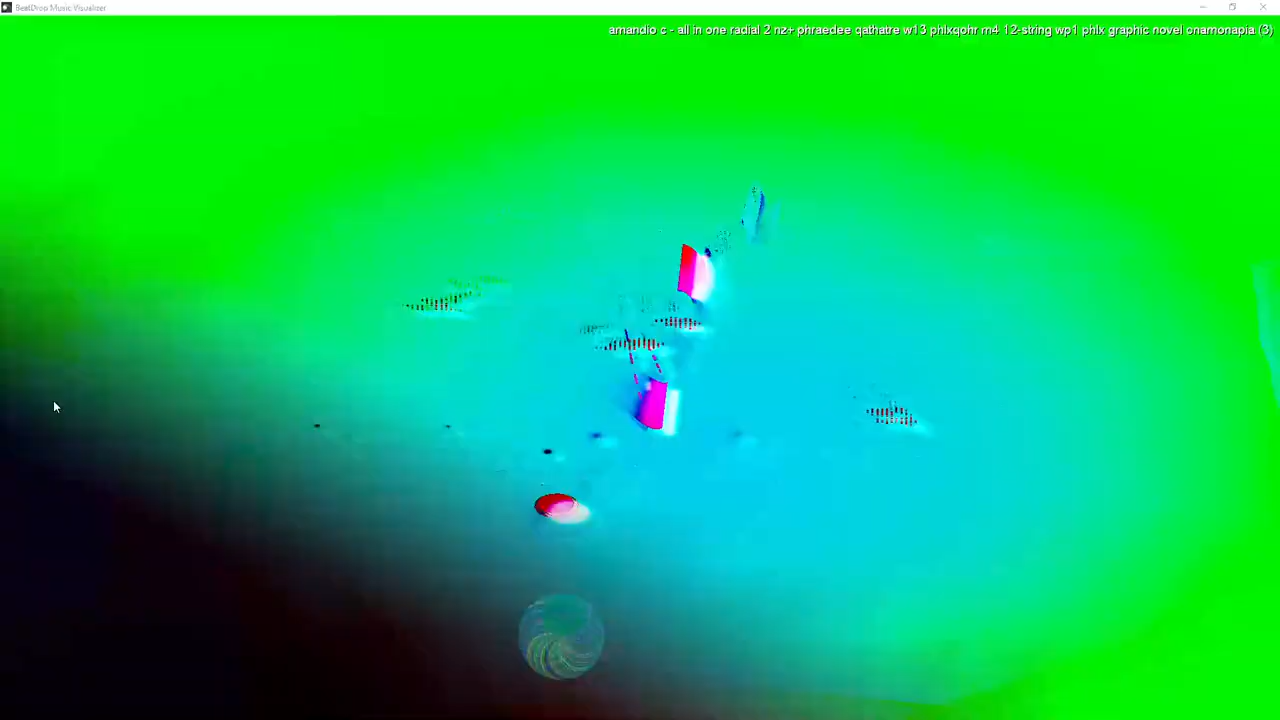 BeatDrop Music Visualizer
amandio c - all in one radial 2 nz+ phraedee qathatre w13 phlxqohr m4 12-string wp1 phlx graphic novel onamonapia (3)